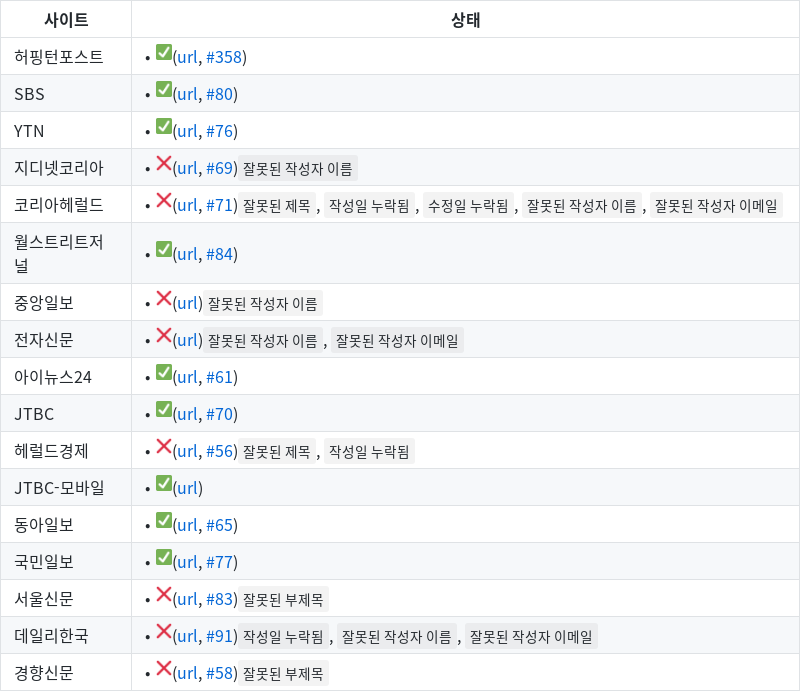 사이트 상태
허핑턴포스트 • ✅(url, #358)
SBS • ✅(url, #80)
YTN • ✅(url, #76)
지디넷코리아 • ❌(url, #69) 잘못된 작성자 이름
코리아헤럴드 • ❌(url, #71) 잘못된 제목 , 작성일 누락됨 , 수정일 누락됨 , 잘못된 작성자 이름 , 잘못된 작성자 이메일
월스트리트저
널 • ✅(url, #84)
중앙일보 • ❌(url) 잘못된 작성자 이름
전자신문 • ❌(url) 잘못된 작성자 이름 , 잘못된 작성자 이메일
아이뉴스24 • ✅(url, #61)
JTBC • ✅(url, #70)
헤럴드경제 • ❌(url, #56) 잘못된 제목 , 작성일 누락됨
JTBC-모바일 • ✅(url)
동아일보 • ✅(url, #65)
국민일보 • ✅(url, #77)
서울신문 • ❌(url, #83) 잘못된 부제목
데일리한국 • ❌(url, #91) 작성일 누락됨 , 잘못된 작성자 이름 , 잘못된 작성자 이메일
경향신문 • ❌(url, #58) 잘못된 부제목